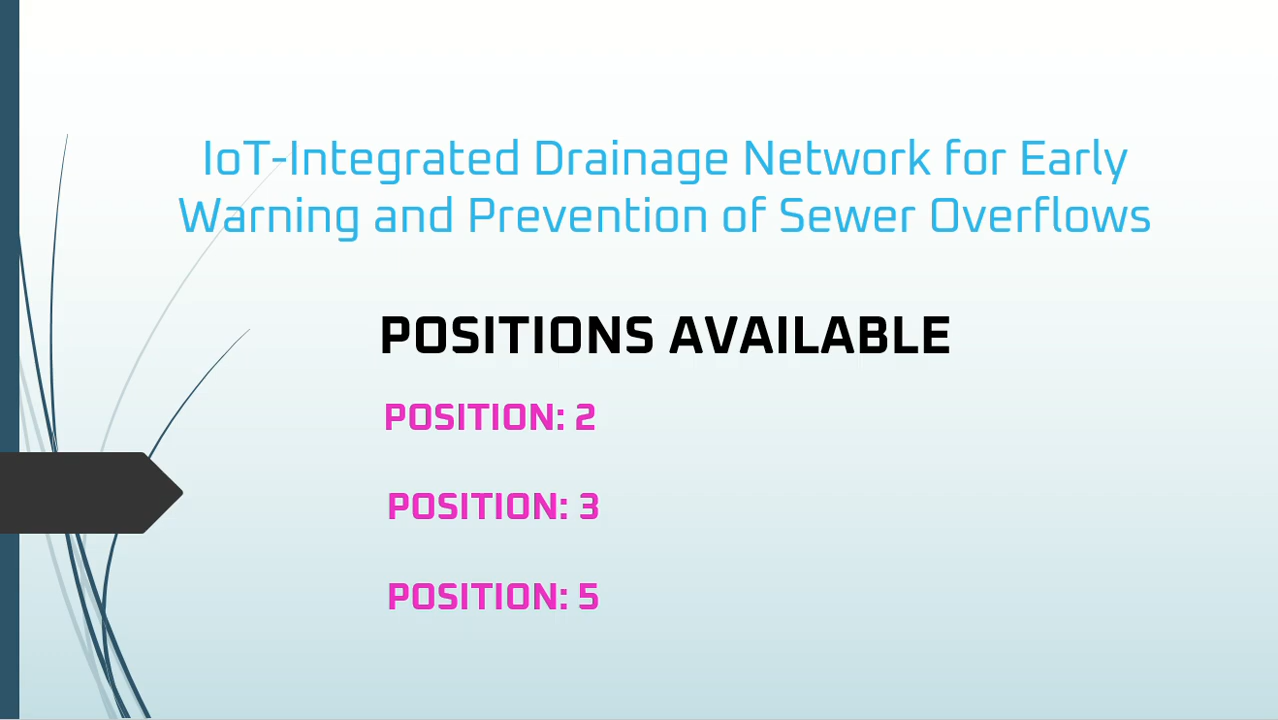 IoT-Integrated Drainage Network for Early
Warning and Prevention of Sewer Overflows
POSITIONS AVAILABLE
POSITION: 2
POSITION: 3
POSITION: 5